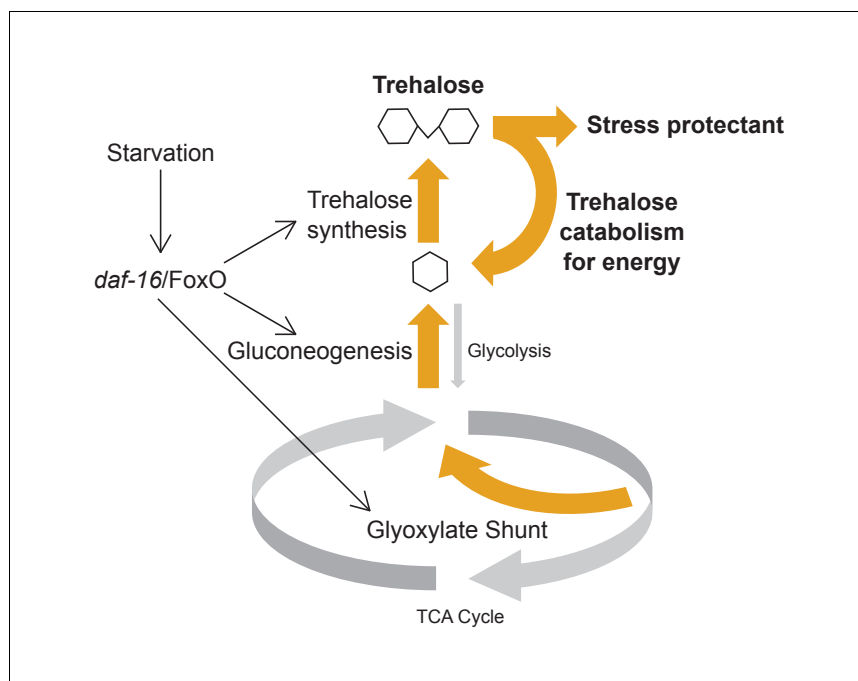 Trehalose
Stress protectant
Starvation
Trehalose
synthesis
Trehalose
catabolism
for energy
daf-16/FoxO
Gluconeogenesis
Glycolysis
Glyoxylate Shunt
TCA Cycle